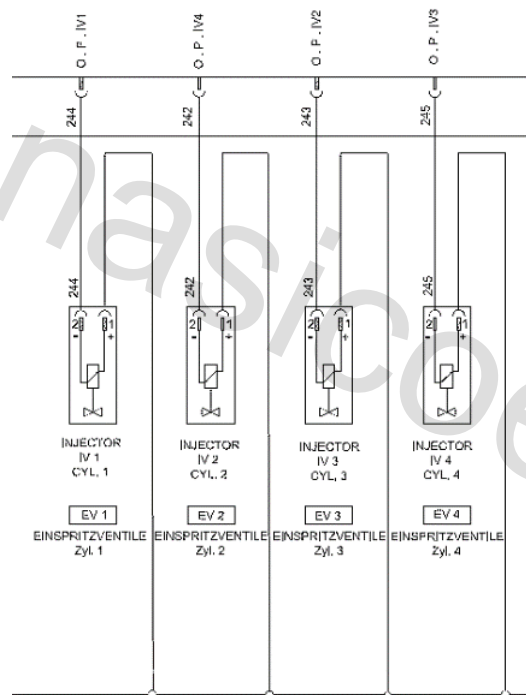 O.P.IV1
O.P.IV4
O.P.IV2
O.P.IV3
244
242
243
245
244
242
243
245
2 1
- +
2 1
- +
2 1
- +
2 1
- +
INJECTOR
IV 1
CYL. 1
INJECTOR
IV 2
CYL. 2
INJECTOR
IV 3
CYL. 3
INJECTOR
IV 4
CYL. 4
EV 1
EINSPRITZVENTILE
Zyl. 1
EV 2
EINSPRITZVENTILE
Zyl. 2
EV 3
EINSPRITZVENTILE
Zyl. 3
EV 4
EINSPRITZVENTILE
Zyl. 4